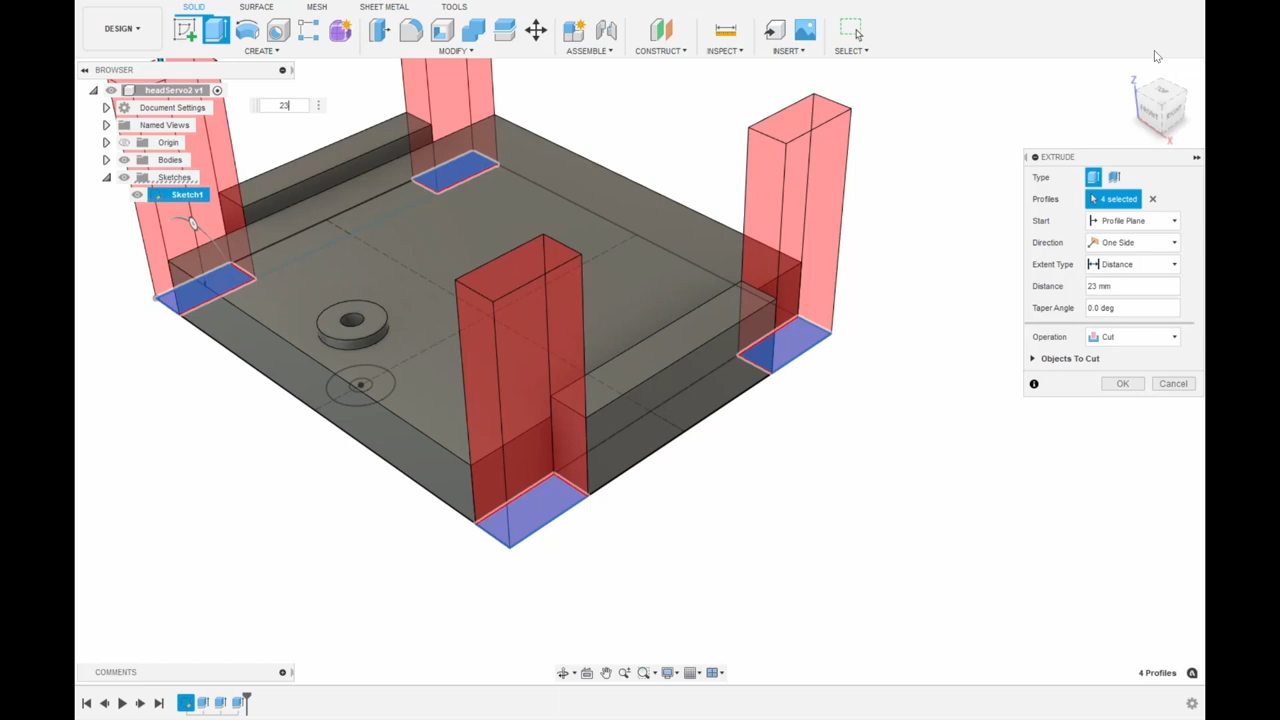 SOLID SURFACE MESH SHEET METAL TOOLS
DESIGN
CREATE MODIFY ASSEMBLE CONSTRUCT INSPECT INSERT SELECT
BROWSER
headServo2 v1
Document Settings
Named Views
Origin
Bodies
Sketches
Sketch1
23
Z
TOP
FRONT
X
EXTRUDE
Type
Profiles 4 selected
Start Profile Plane
Direction One Side
Extent Type Distance
Distance 23 mm
Taper Angle 0.0 deg
Operation Cut
Objects To Cut
OK Cancel
COMMENTS
4 Profiles